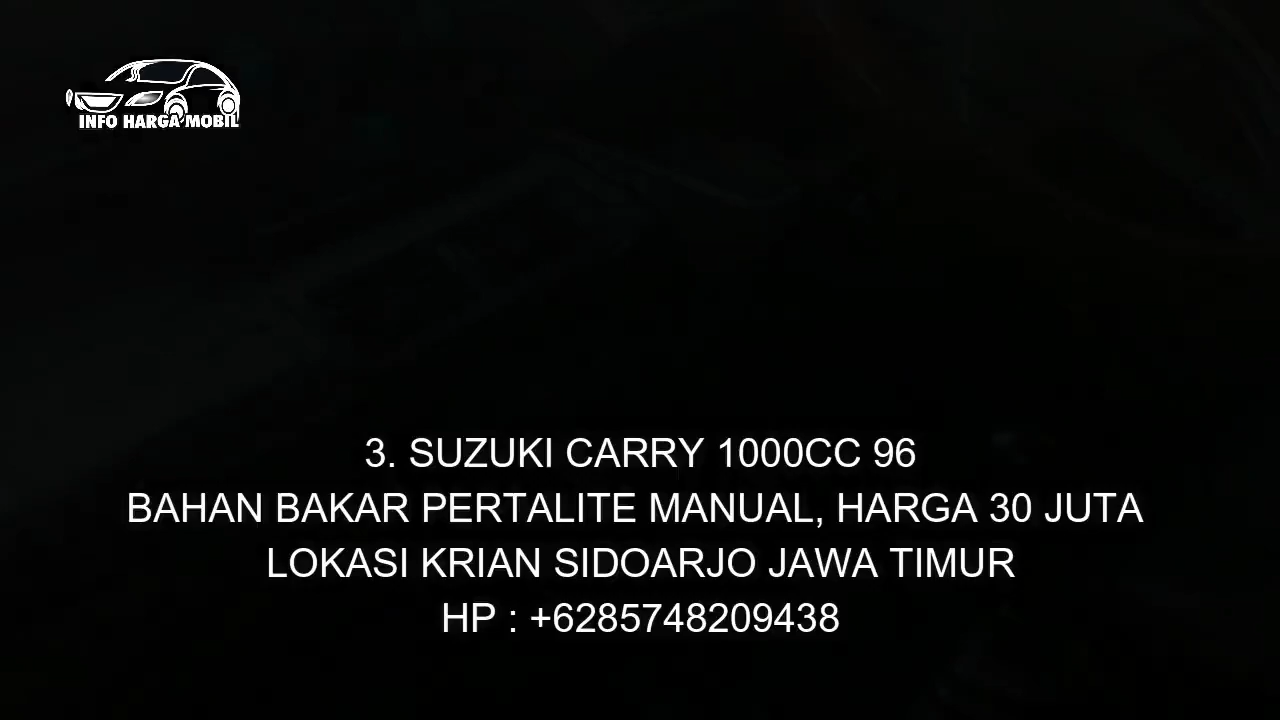 INFO HARGA MOBIL
3. SUZUKI CARRY 1000CC 96
BAHAN BAKAR PERTALITE MANUAL, HARGA 30 JUTA
LOKASI KRIAN SIDOARJO JAWA TIMUR
HP : +6285748209438